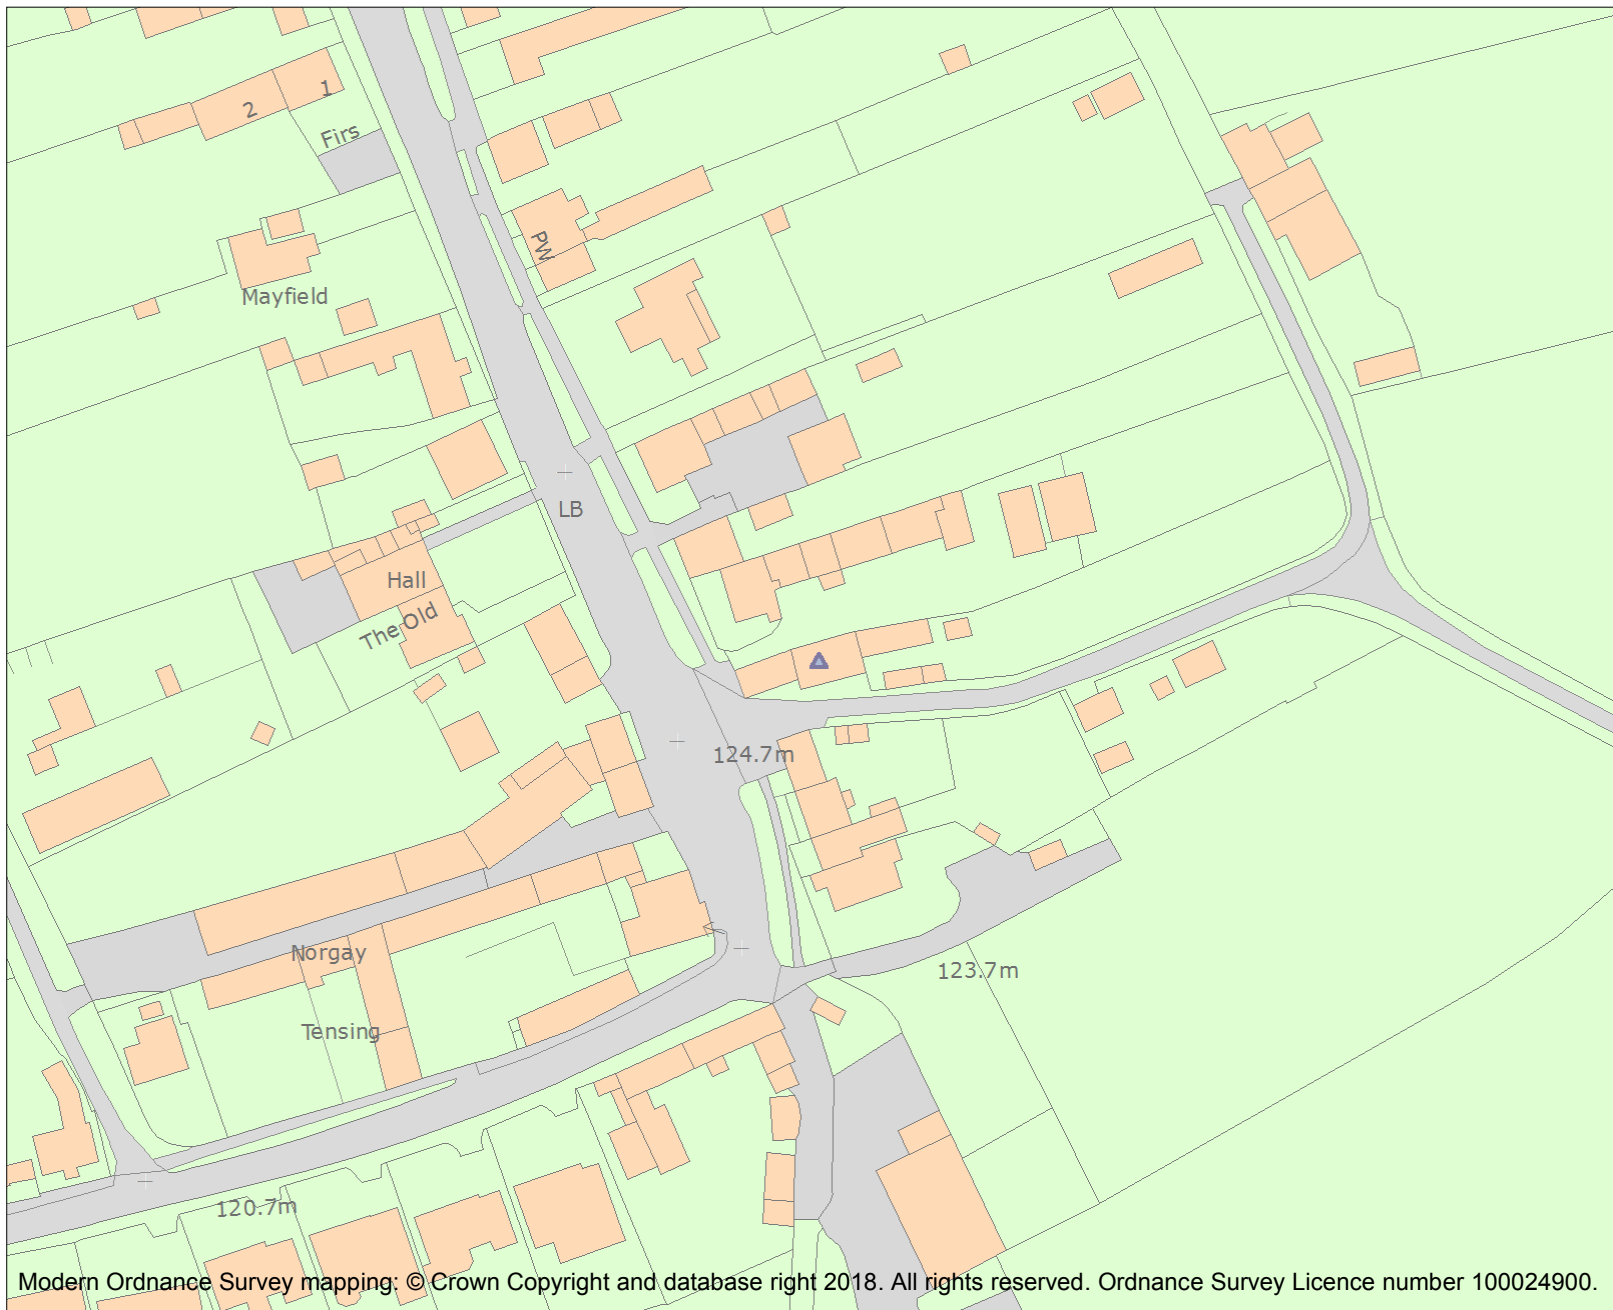 1
2
Firs
PW
Mayfield
LB
Hall
The Old
124.7m
Norgay
123.7m
Tensing
120.7m
Modern Ordnance Survey mapping: © Crown Copyright and database right 2018. All rights reserved. Ordnance Survey Licence number 100024900.